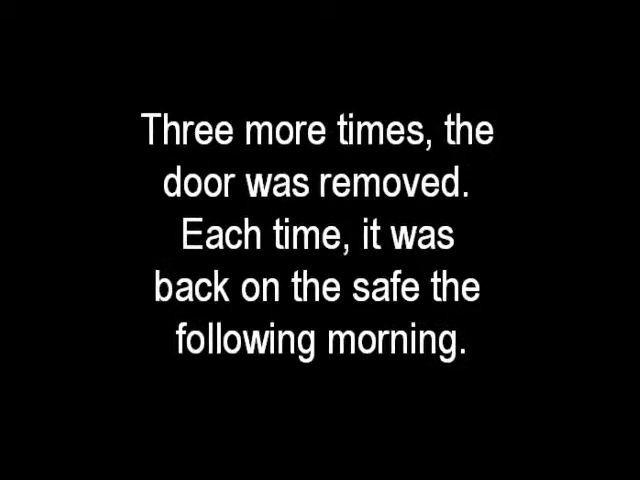 Three more times, the
door was removed.
Each time, it was
back on the safe the
following morning.